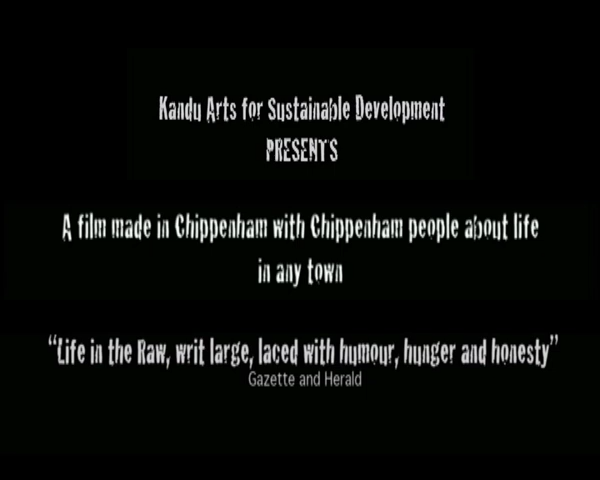 Kandu Arts for Sustainable Development
PRESENTS
A film made in Chippenham with Chippenham people about life
in any town
“Life in the Raw, writ large, laced with humour, hunger and honesty”
Gazette and Herald